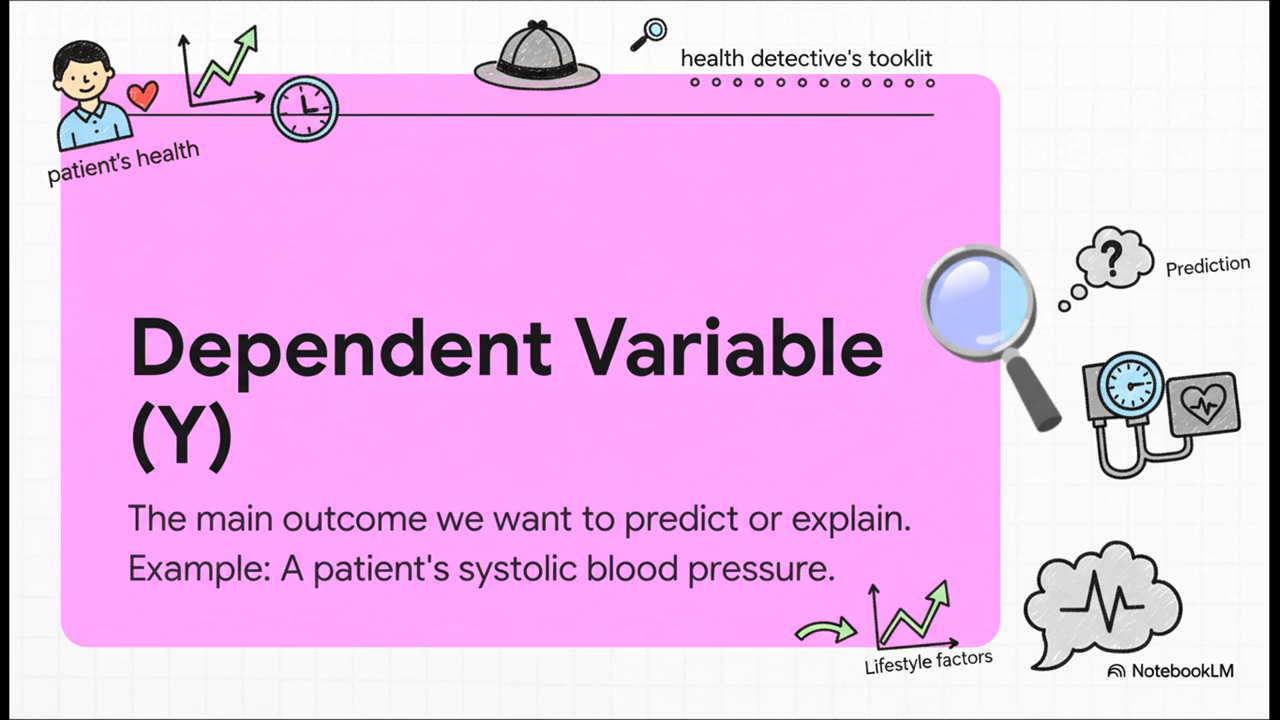 health detective's tooklit
patient's health
Prediction
Dependent Variable
(Y)
The main outcome we want to predict or explain.
Example: A patient's systolic blood pressure.
Lifestyle factors
NotebookLM
?